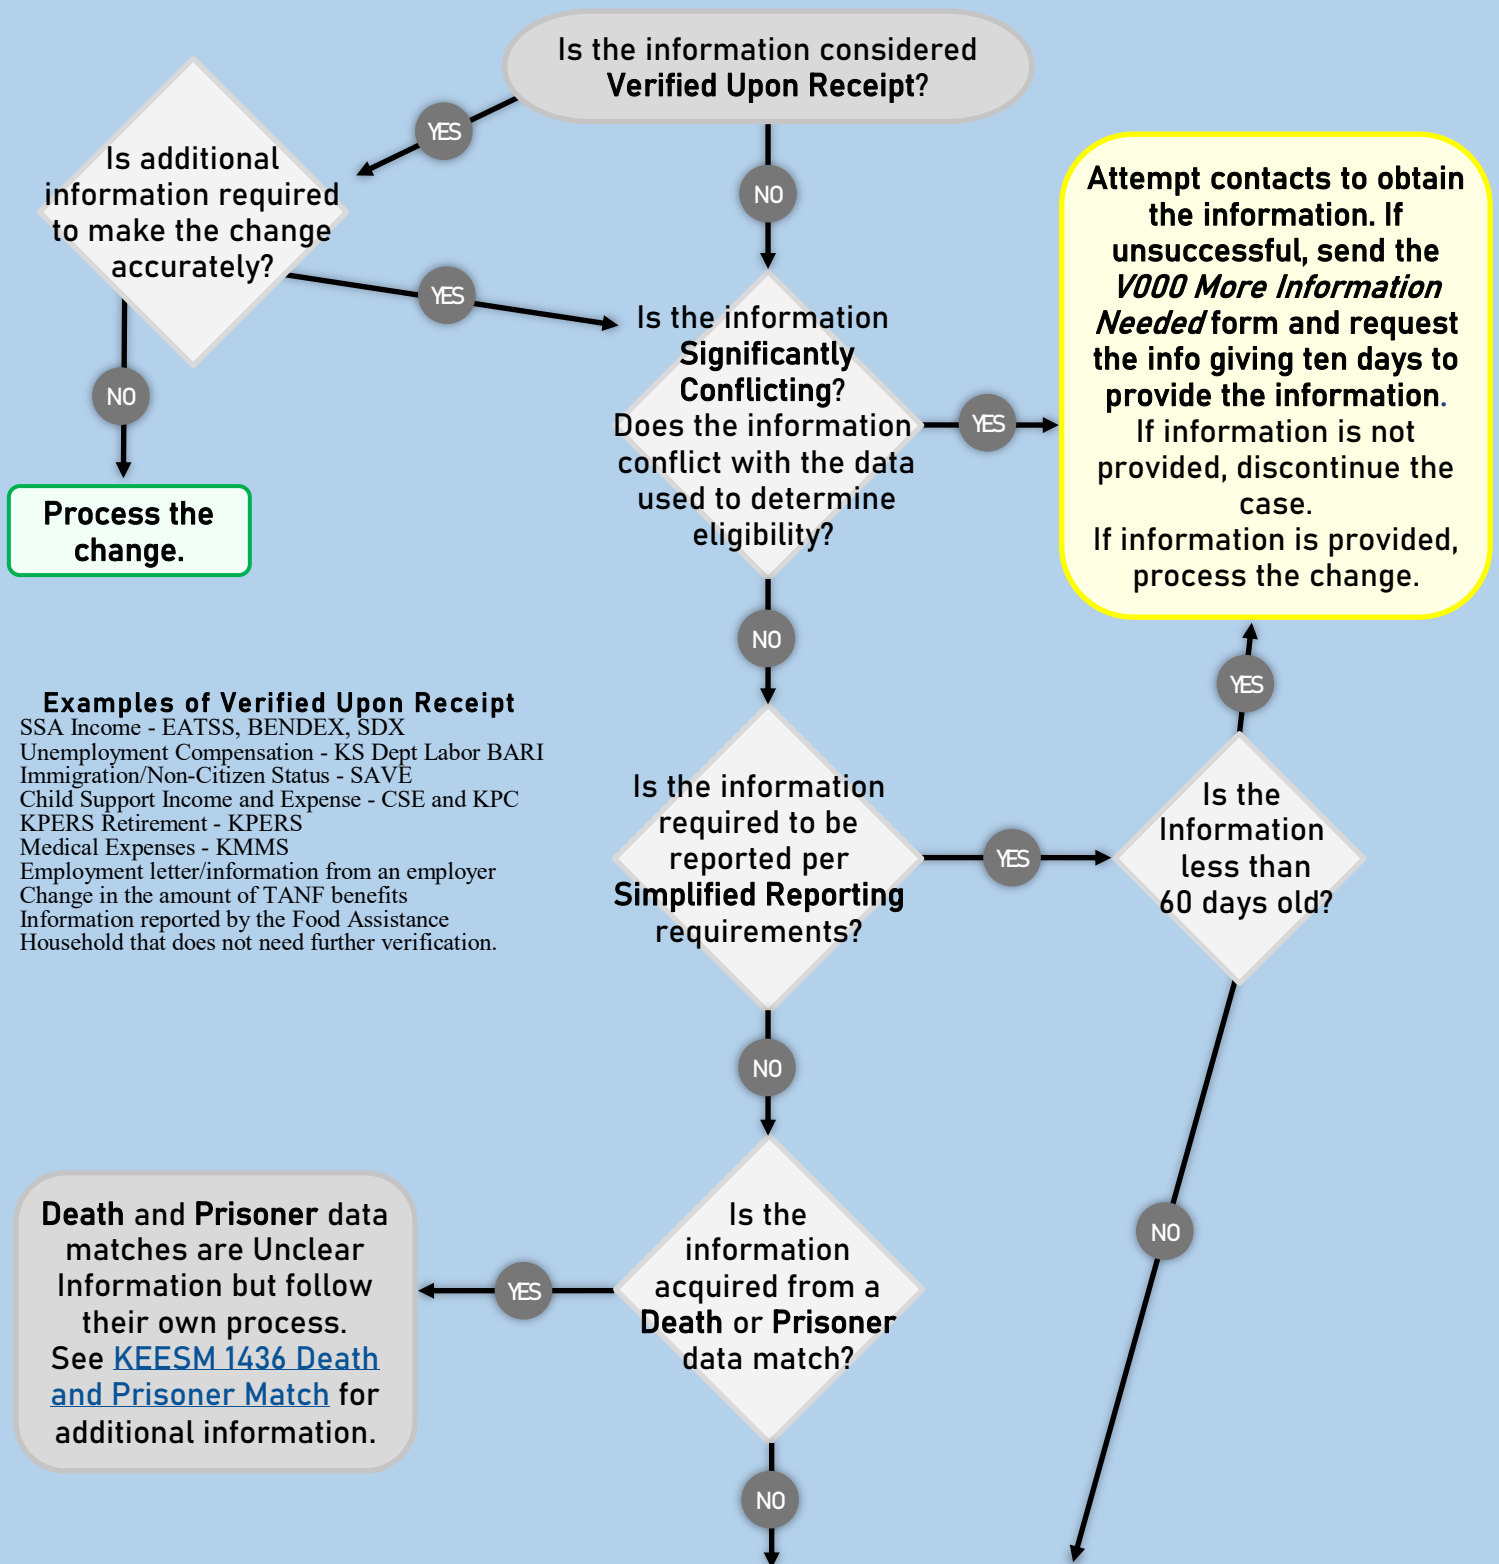 Is the information considered
Verified Upon Receipt?
YES
NO
Is additional
information required
to make the change
accurately?
YES
NO
Process the
change.
Is the information
Significantly
Conflicting?
Does the information
conflict with the data
used to determine
eligibility?
YES
NO
Attempt contacts to obtain
the information. If
unsuccessful, send the
V000 More Information
Needed form and request
the info giving ten days to
provide the information.
If information is not
provided, discontinue the
case.
If information is provided,
process the change.
Examples of Verified Upon Receipt
SSA Income - EATSS, BENDEX, SDX
Unemployment Compensation - KS Dept Labor BARI
Immigration/Non-Citizen Status - SAVE
Child Support Income and Expense - CSE and KPC
KPERS Retirement - KPERS
Medical Expenses - KMMS
Employment letter/information from an employer
Change in the amount of TANF benefits
Information reported by the Food Assistance
Household that does not need further verification.
Is the information
required to be
reported per
Simplified Reporting
requirements?
YES
NO
Is the
Information
less than
60 days old?
YES
NO
Is the
information
acquired from a
Death or Prisoner
data match?
YES
NO
Death and Prisoner data
matches are Unclear
Information but follow
their own process.
See KEESM 1436 Death
and Prisoner Match for
additional information.